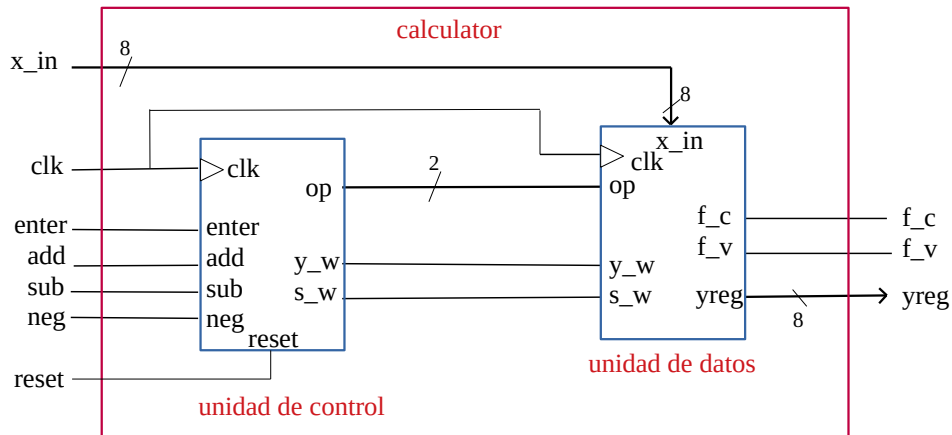 calculator
x_in
8
8
x_in
clk
clk
clk
op
2
op
enter
enter
add
add
sub
sub
neg
neg
y_w
s_w
y_w
s_w
f_c
f_v
yreg
f_c
f_v
yreg
8
reset
reset
unidad de control
unidad de datos